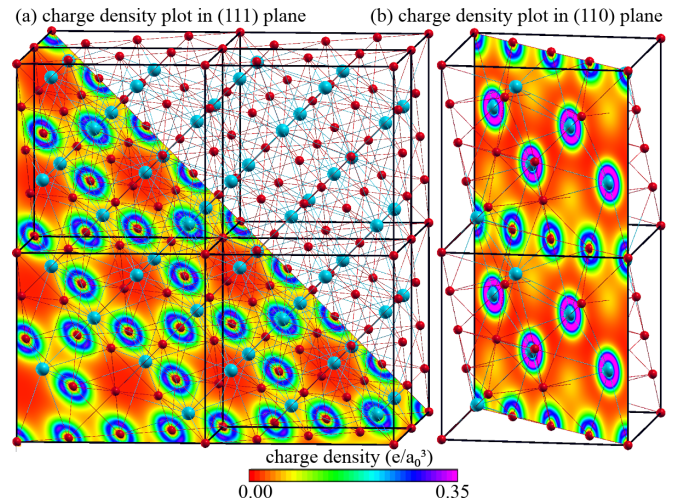 (a) charge density plot in (111) plane
(b) charge density plot in (110) plane
charge density (e/a₀³)
0.00
0.35